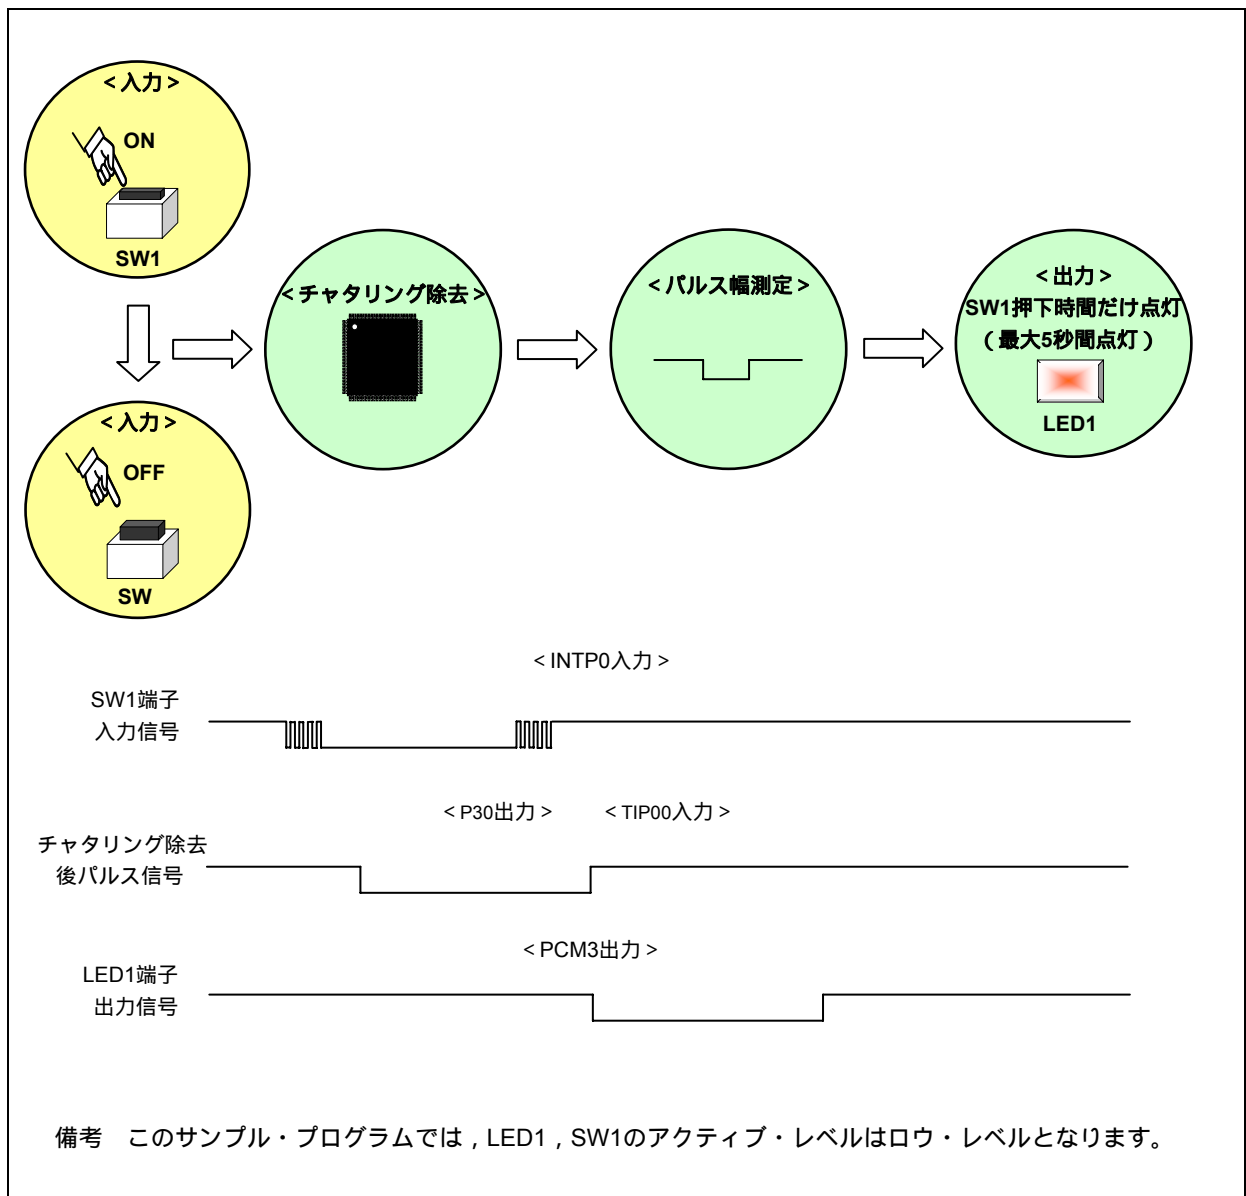 <入力>
ON
SW1
<入力>
OFF
SW
<チャタリング除去>
<パルス幅測定>
<出力>
SW1押下時間だけ点灯
(最大5秒間点灯)
LED1
<INTP0入力>
SW1端子
入力信号
<P30出力> <TIP00入力>
チャタリング除去
後パルス信号
<PCM3出力>
LED1端子
出力信号
備考 このサンプル・プログラムでは,LED1,SW1のアクティブ・レベルはロウ・レベルとなります。